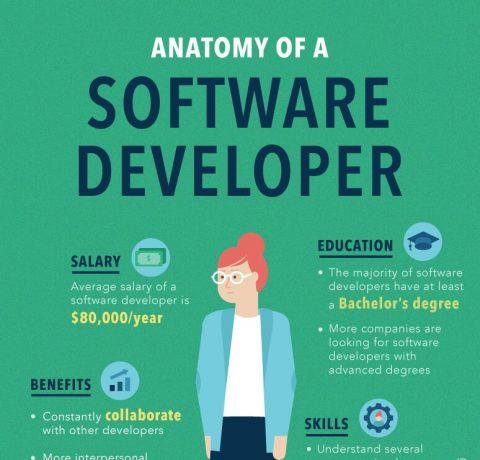 ANATOMY OF A
SOFTWARE
DEVELOPER
SALARY
Average salary of a
software developer is
$80,000/year
EDUCATION
• The majority of software
developers have at least
a Bachelor's degree
• More companies are
looking for software
developers with
advanced degrees
BENEFITS
• Constantly collaborate
with other developers
• More interpersonal
SKILLS
• Understand several